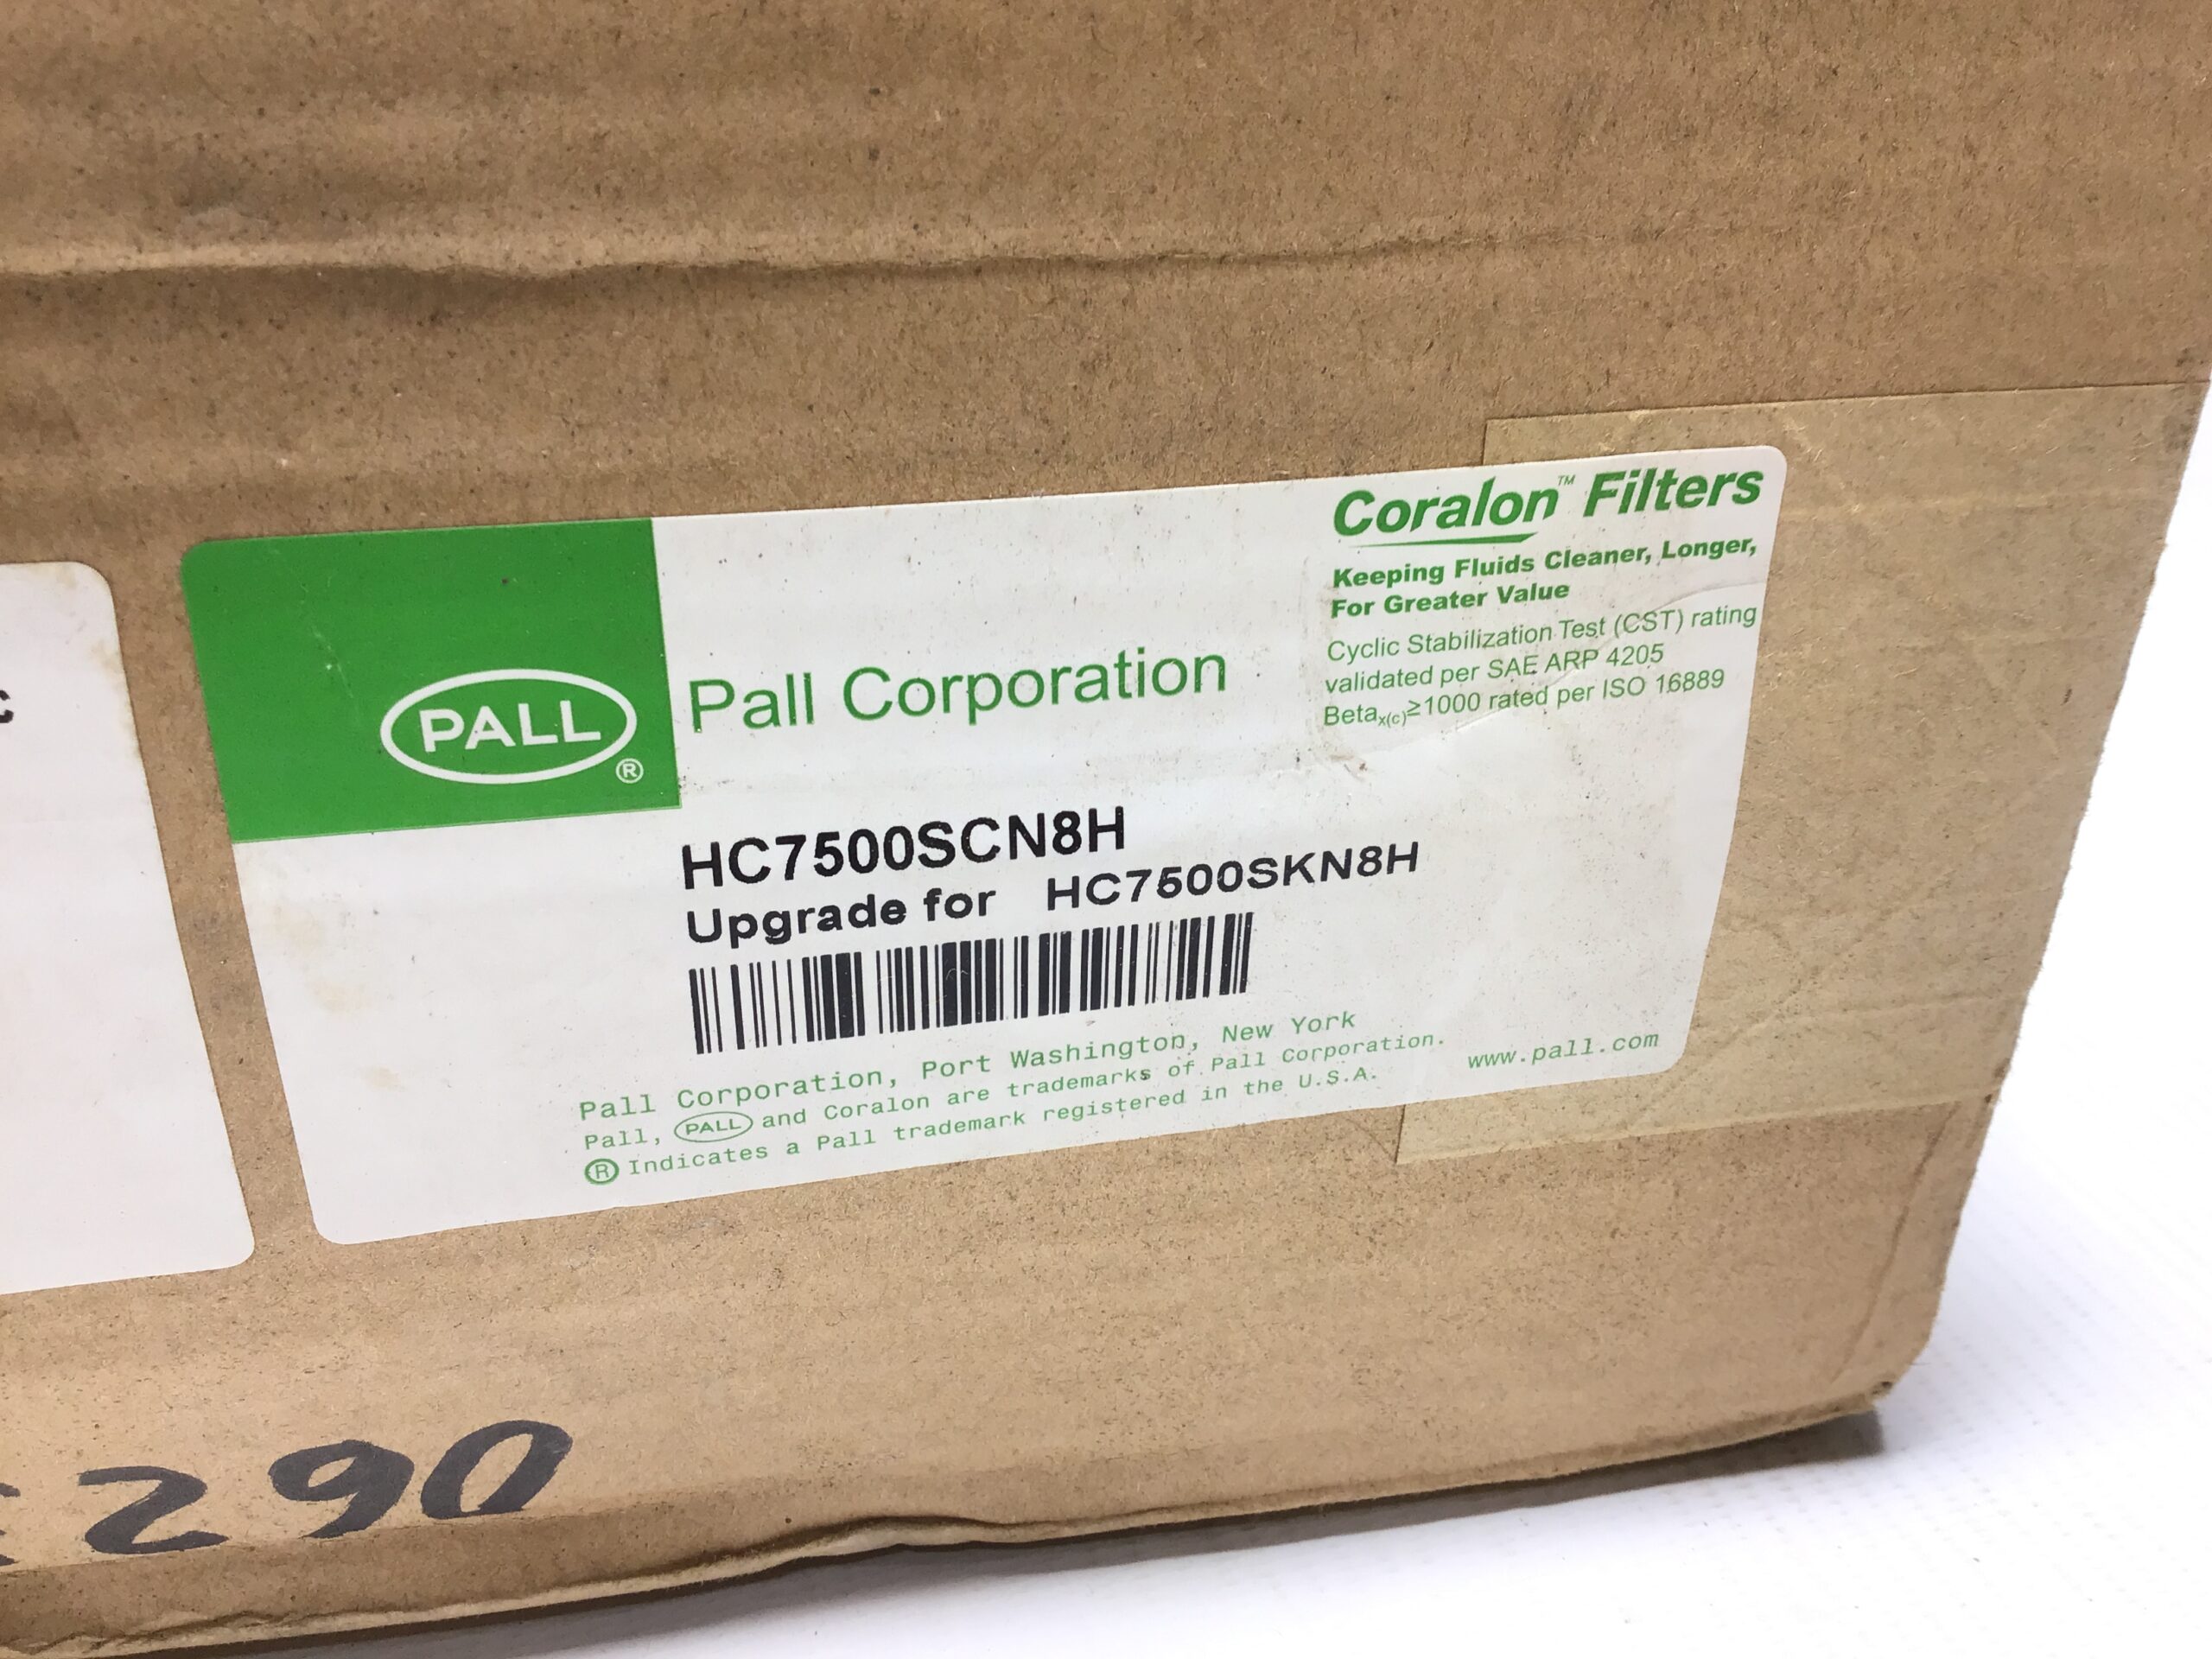 Coralon™ Filters
Keeping Fluids Cleaner, Longer,
For Greater Value
Cyclic Stabilization Test (CST) rating
validated per SAE ARP 4205
Betax(c)≥1000 rated per ISO 16889
PALL®
Pall Corporation
HC7500SCN8H
Upgrade for HC7500SKN8H
Pall Corporation, Port Washington, New York
Pall, PALL and Coralon are trademarks of Pall Corporation.
® Indicates a Pall trademark registered in the U.S.A.
www.pall.com
290